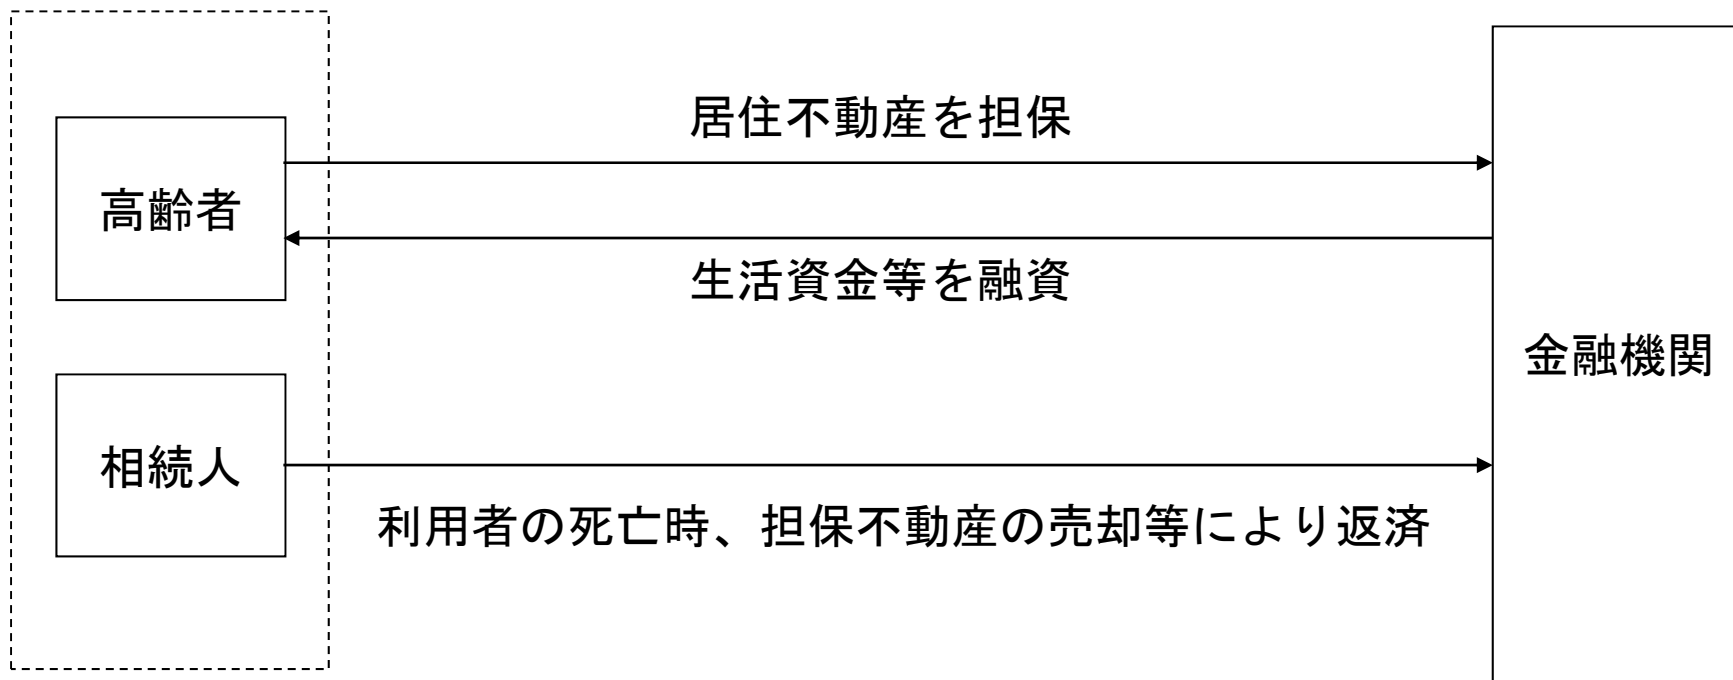 居住不動産を担保
高齢者
生活資金等を融資
金融機関
相続人
利用者の死亡時、担保不動産の売却等により返済